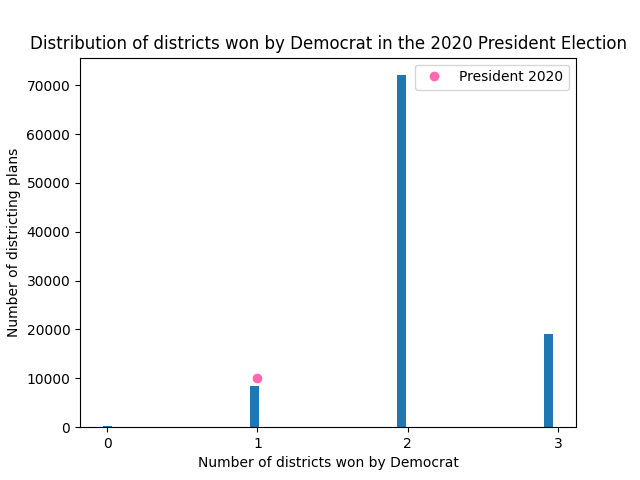 Distribution of districts won by Democrat in the 2020 President Election
President 2020
Number of districting plans
70000
60000
50000
40000
30000
20000
10000
0
0 1 2 3
Number of districts won by Democrat